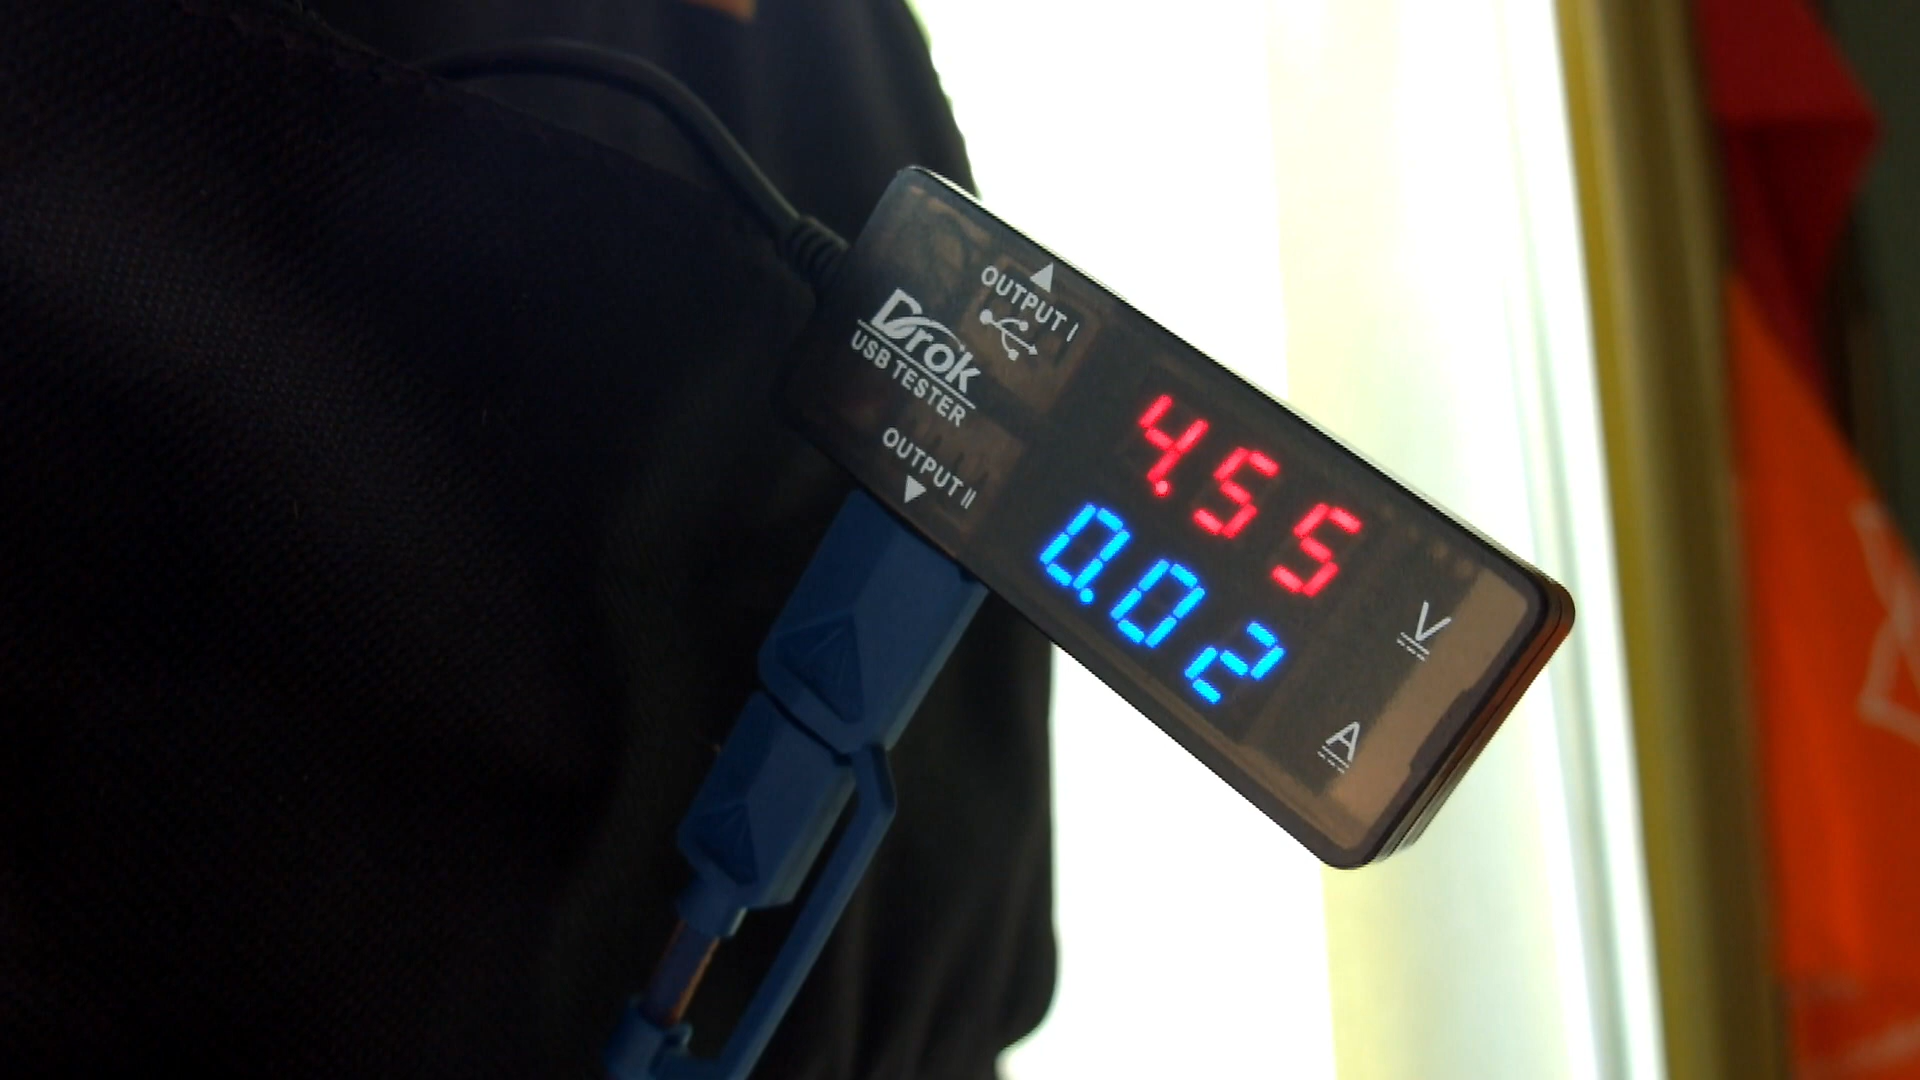 OUTPUT I
Drok
USB TESTER
OUTPUT II
4.55
V
0.02
A